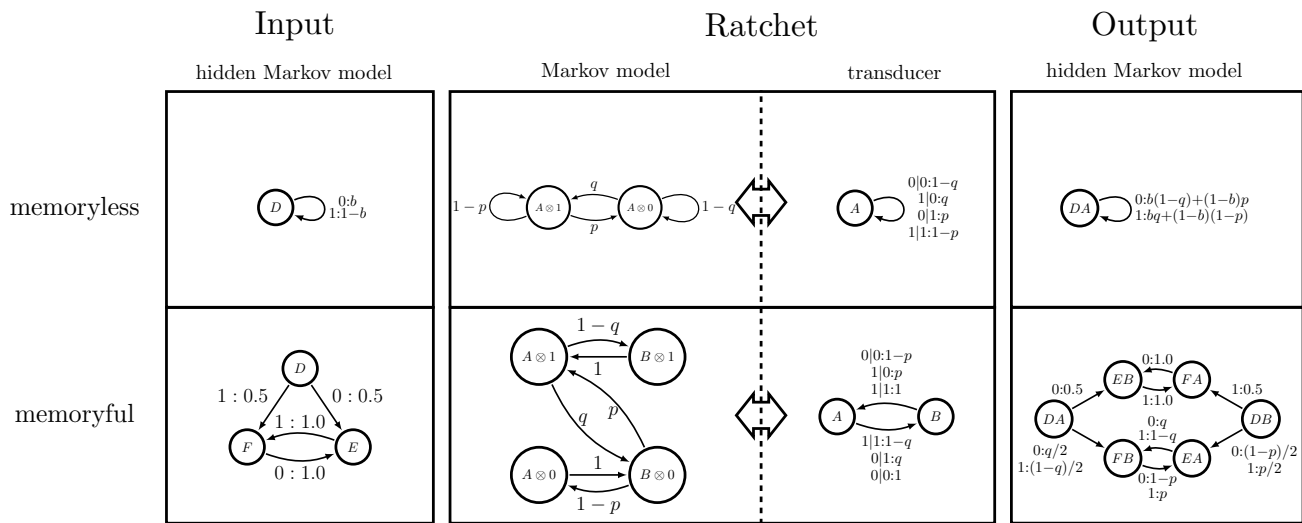 Input
Ratchet
Output
hidden Markov model
Markov model
transducer
hidden Markov model
memoryless
D
0:b
1:1−b
1−p
A⊗1
q
p
A⊗0
1−q
A
0|0:1−q
1|0:q
0|1:p
1|1:1−p
DA
0:b(1−q)+(1−b)p
1:bq+(1−b)(1−p)
memoryful
D
1 : 0.5
0 : 0.5
1 : 1.0
F
E
0 : 1.0
1−q
A⊗1
B⊗1
1
q
p
A⊗0
1
B⊗0
1−p
0|0:1−p
1|0:p
1|1:1
A
B
1|1:1−q
0|1:q
0|0:1
0:1.0
EB
FA
0:0.5
1:1.0
1:0.5
DA
0:q
1:1−q
DB
0:q/2
1:(1−q)/2
FB
EA
0:1−p
1:p
0:(1−p)/2
1:p/2